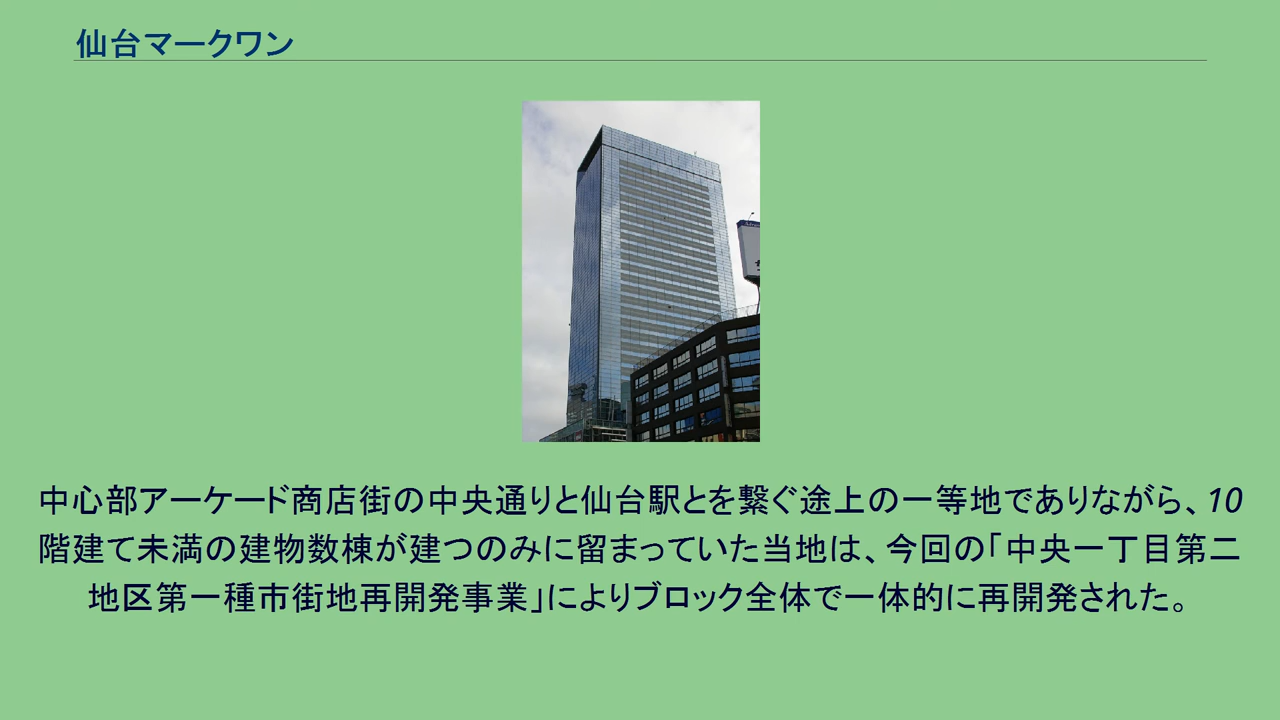 仙台マークワン
中心部アーケード商店街の中央通りと仙台駅とを繋ぐ途上の一等地でありながら、10
階建て未満の建物数棟が建つのみに留まっていた当地は、今回の「中央一丁目第二
地区第一種市街地再開発事業」によりブロック全体で一体的に再開発された。